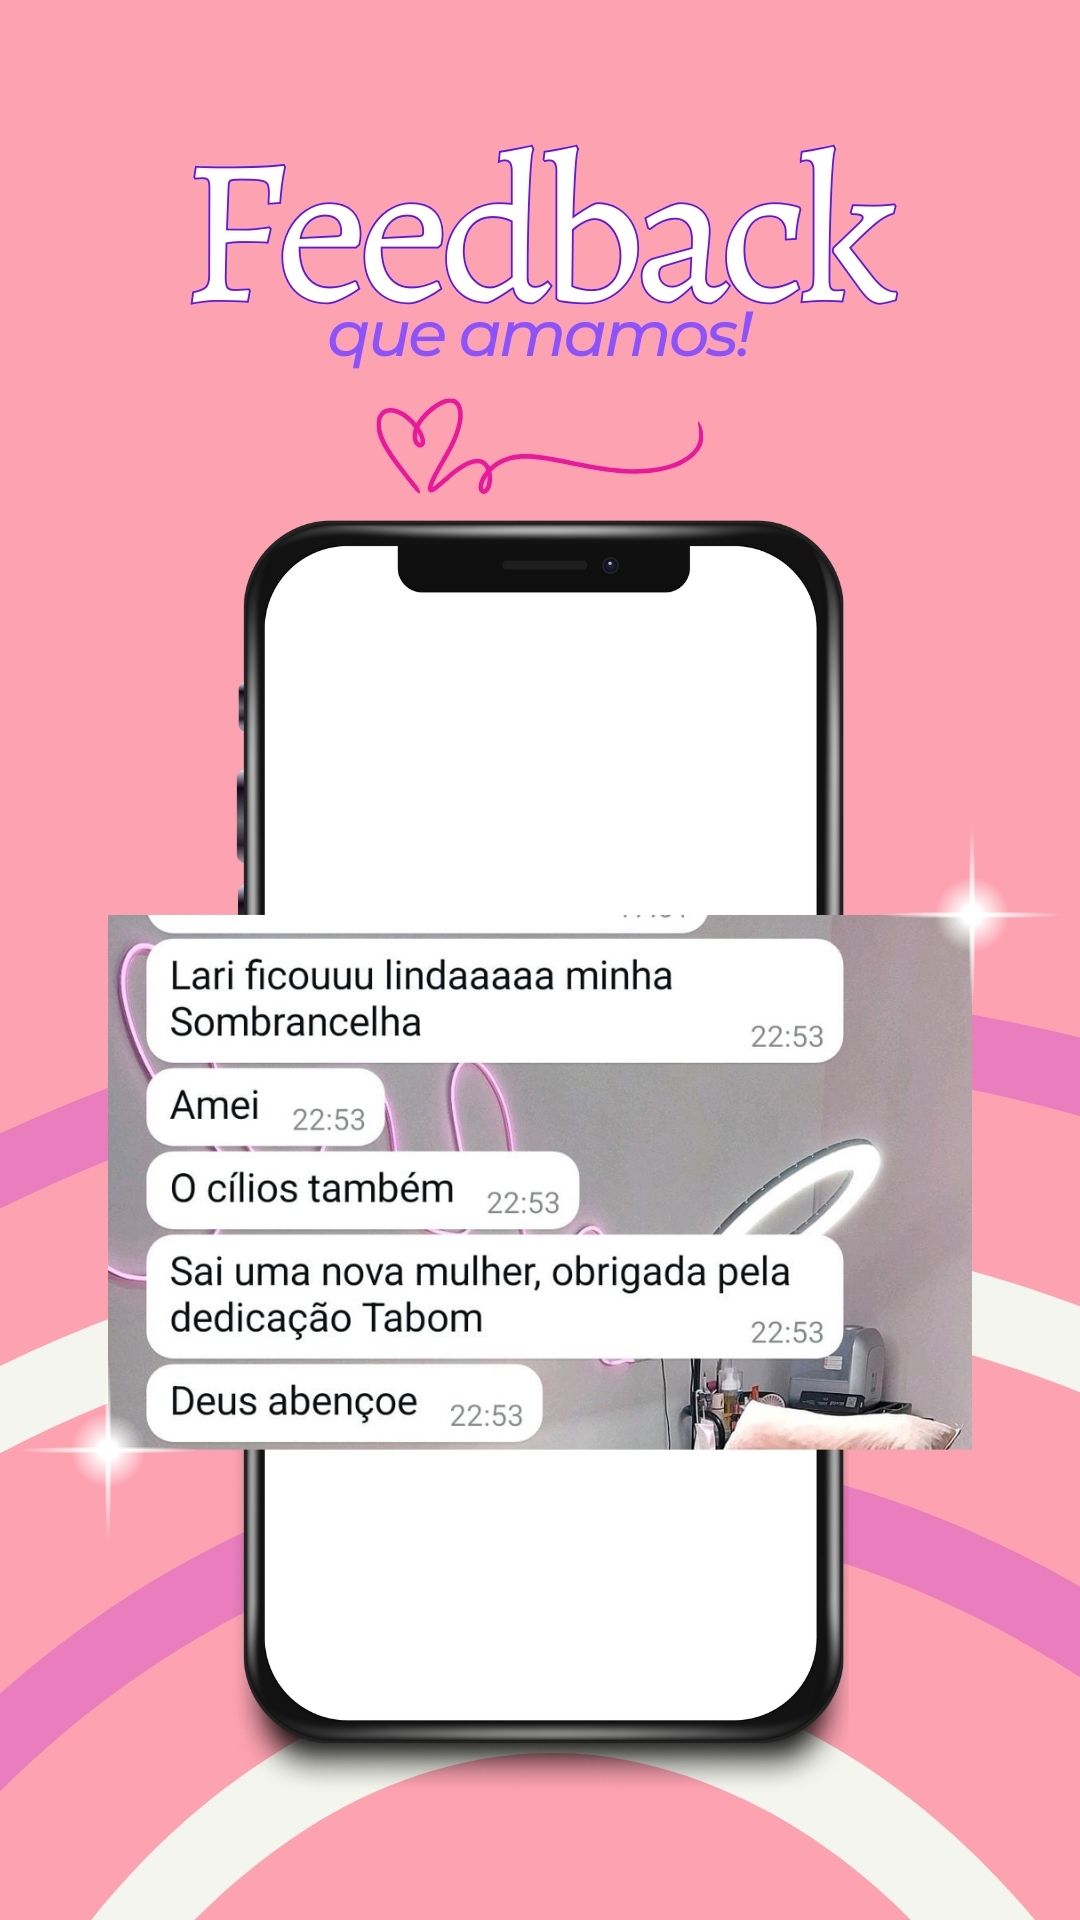 Feedback
que amamos!
Lari ficouuu lindaaaaa minha
Sombrancelha
22:53
Amei 22:53
O cílios também 22:53
Sai uma nova mulher, obrigada pela
dedicação Tabom
22:53
Deus abençoe 22:53